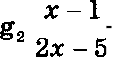 g₂ (x − 1)/(2x − 5)